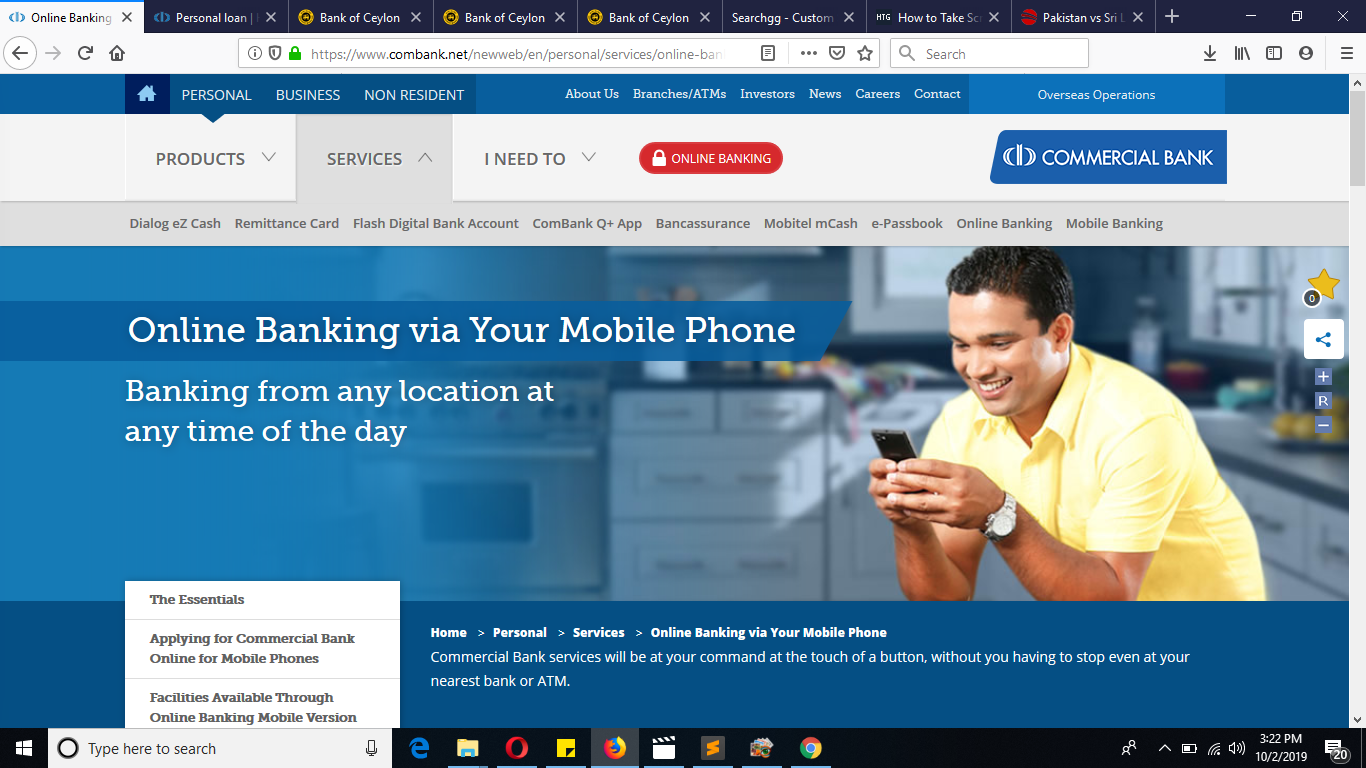 Online Banking
Personal loan |
Bank of Ceylon
Bank of Ceylon
Bank of Ceylon
Searchgg - Custom
HTG How to Take Sc
Pakistan vs Sri L
https://www.combank.net/newweb/en/personal/services/online-ban
Search
PERSONAL BUSINESS NON RESIDENT
About Us Branches/ATMs Investors News Careers Contact
Overseas Operations
PRODUCTS SERVICES I NEED TO
ONLINE BANKING
COMMERCIAL BANK
Dialog eZ Cash Remittance Card Flash Digital Bank Account ComBank Q+ App Bancassurance Mobitel mCash e-Passbook Online Banking Mobile Banking
Online Banking via Your Mobile Phone
Banking from any location at
any time of the day
0
+
R
−
The Essentials
Applying for Commercial Bank
Online for Mobile Phones
Facilities Available Through
Online Banking Mobile Version
Home > Personal > Services > Online Banking via Your Mobile Phone
Commercial Bank services will be at your command at the touch of a button, without you having to stop even at your
nearest bank or ATM.
Type here to search
3:22 PM
10/2/2019
20